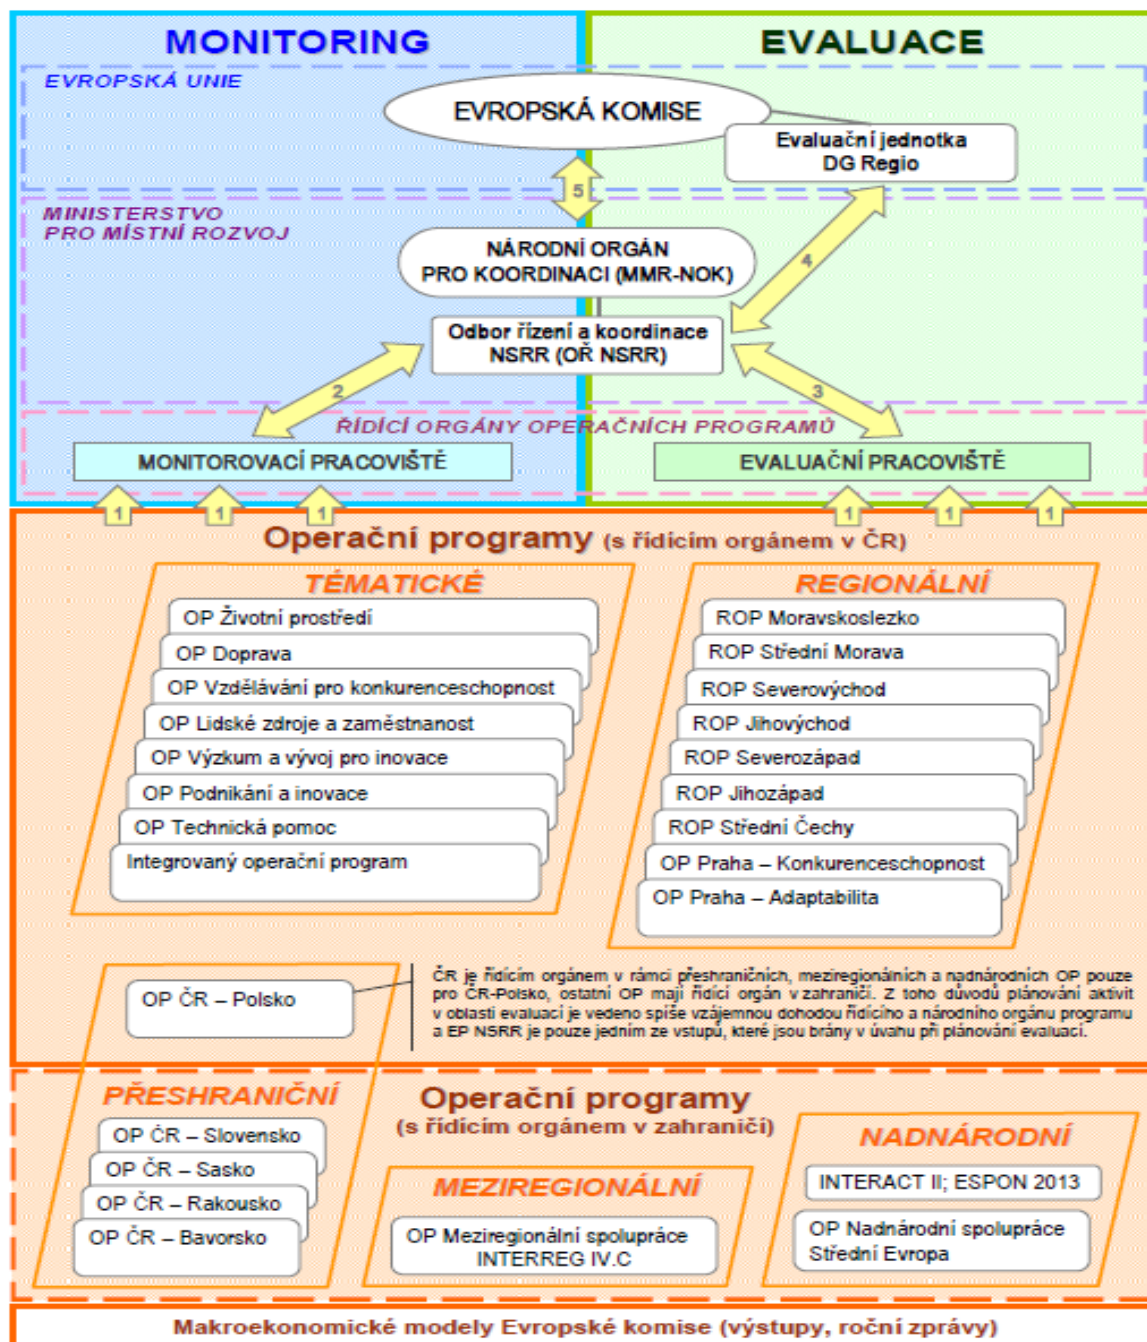 MONITORING
EVALUACE
EVROPSKÁ UNIE
EVROPSKÁ KOMISE
Evaluační jednotka
DG Regio
5
MINISTERSTVO
PRO MÍSTNÍ ROZVOJ
NÁRODNÍ ORGÁN
PRO KOORDINACI (MMR-NOK)
4
Odbor řízení a koordinace
NSRR (OŘ NSRR)
2
3
ŘÍDÍCÍ ORGÁNY OPERAČNÍCH PROGRAMŮ
MONITOROVACÍ PRACOVIŠTĚ
EVALUAČNÍ PRACOVIŠTĚ
1
1
1
1
1
1
Operační programy (s řídicím orgánem v ČR)
TÉMATICKÉ
OP Životní prostředí
OP Doprava
OP Vzdělávání pro konkurenceschopnost
OP Lidské zdroje a zaměstnanost
OP Výzkum a vývoj pro inovace
OP Podnikání a inovace
OP Technická pomoc
Integrovaný operační program
REGIONÁLNÍ
ROP Moravskoslezko
ROP Střední Morava
ROP Severovýchod
ROP Jihovýchod
ROP Severozápad
ROP Jihozápad
ROP Střední Čechy
OP Praha – Konkurenceschopnost
OP Praha – Adaptabilita
OP ČR – Polsko
ČR je řídícím orgánem v rámci přeshraničních, meziregionálních a nadnárodních OP pouze
pro ČR-Polsko, ostatní OP mají řídící orgán v zahraničí. Z toho důvodů plánování aktivit
v oblasti evaluací je vedeno spíše vzájemnou dohodou řídícího a národního orgánu programu
a EP NSRR je pouze jedním ze vstupů, které jsou brány v úvahu při plánování evaluací.
PŘESHRANIČNÍ
OP ČR – Slovensko
OP ČR – Sasko
OP ČR – Rakousko
OP ČR – Bavorsko
Operační programy
(s řídicím orgánem v zahraničí)
MEZIREGIONÁLNÍ
OP Meziregionální spolupráce
INTERREG IV.C
NADNÁRODNÍ
INTERACT II; ESPON 2013
OP Nadnárodní spolupráce
Střední Evropa
Makroekonomické modely Evropské komise (výstupy, roční zprávy)